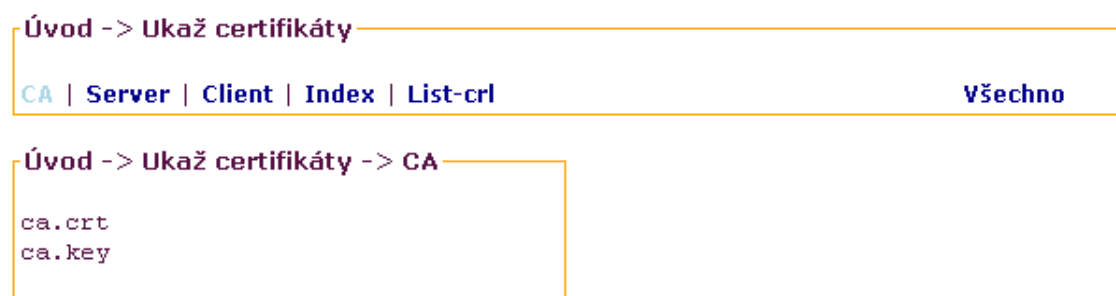 Úvod -> Ukaž certifikáty
CA | Server | Client | Index | List-crl Všechno
Úvod -> Ukaž certifikáty -> CA
ca.crt
ca.key